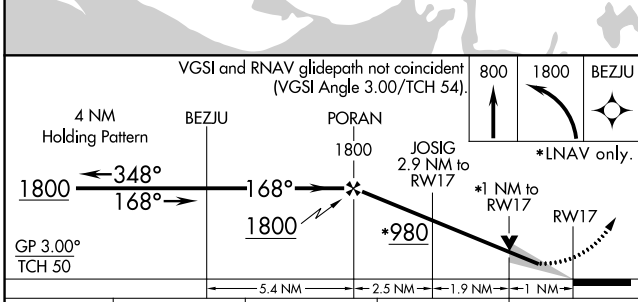 VGSI and RNAV glidepath not coincident
(VGSI Angle 3.00/TCH 54).
800
1800
BEZJU
4 NM
Holding Pattern
BEZJU
PORAN
1800
JOSIG
2.9 NM to
RW17
*LNAV only.
*1 NM to
RW17
RW17
1800
348°
168°
168°
1800
*980
GP 3.00°
TCH 50
5.4 NM
2.5 NM
1.9 NM
1 NM